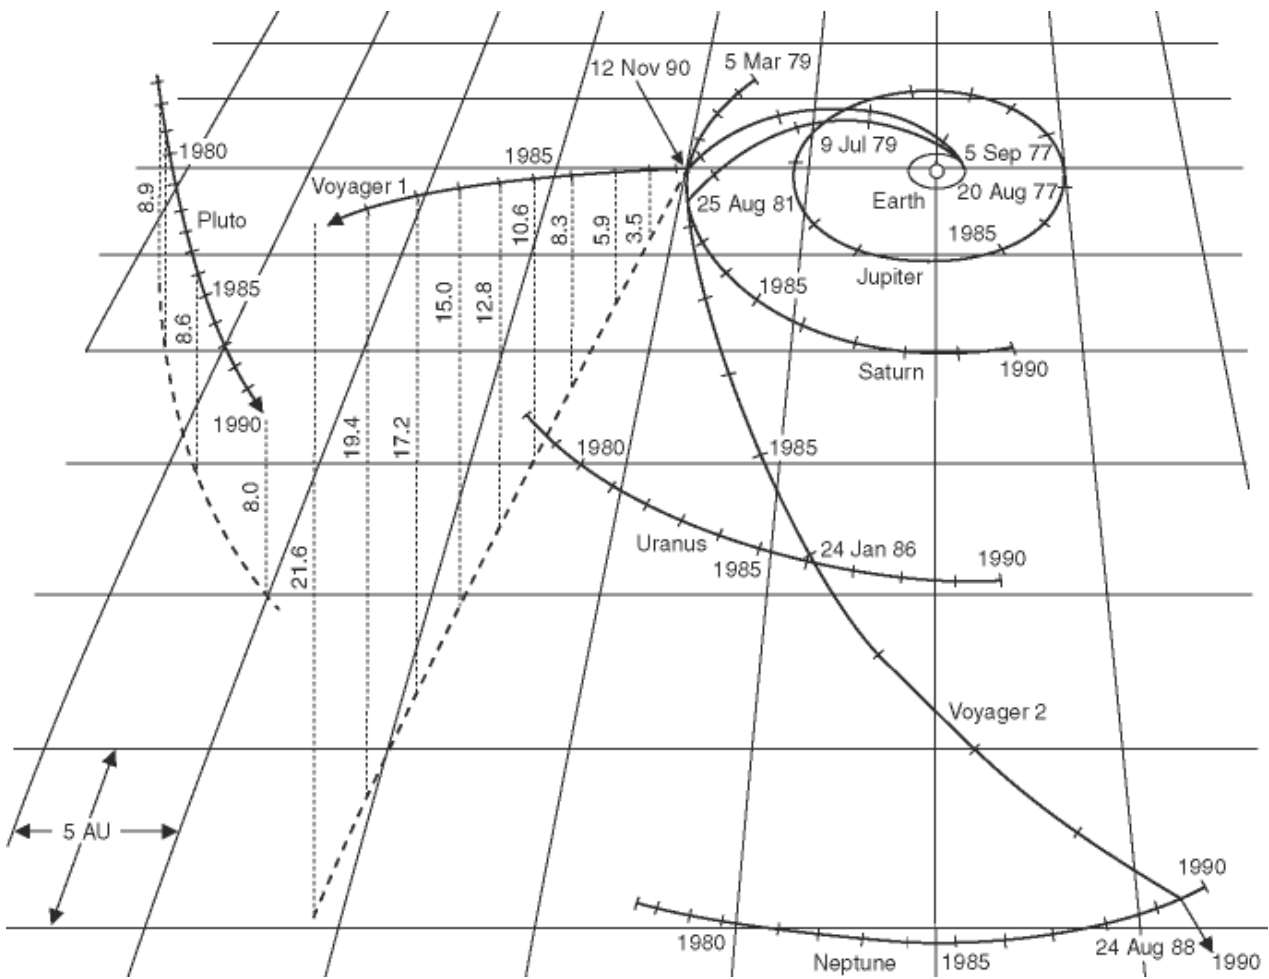 5 Mar 79
12 Nov 90
1980
1985
9 Jul 79
5 Sep 77
Voyager 1
8.9
Pluto
10.6
8.3
5.9
3.5
25 Aug 81
Earth
20 Aug 77
1985
Jupiter
1985
1985
8.6
15.0
12.8
Saturn
1990
1990
19.4
17.2
1980
1985
8.0
21.6
Uranus
1985
24 Jan 86
1990
Voyager 2
5 AU
1990
1980
Neptune
1985
24 Aug 88
1990